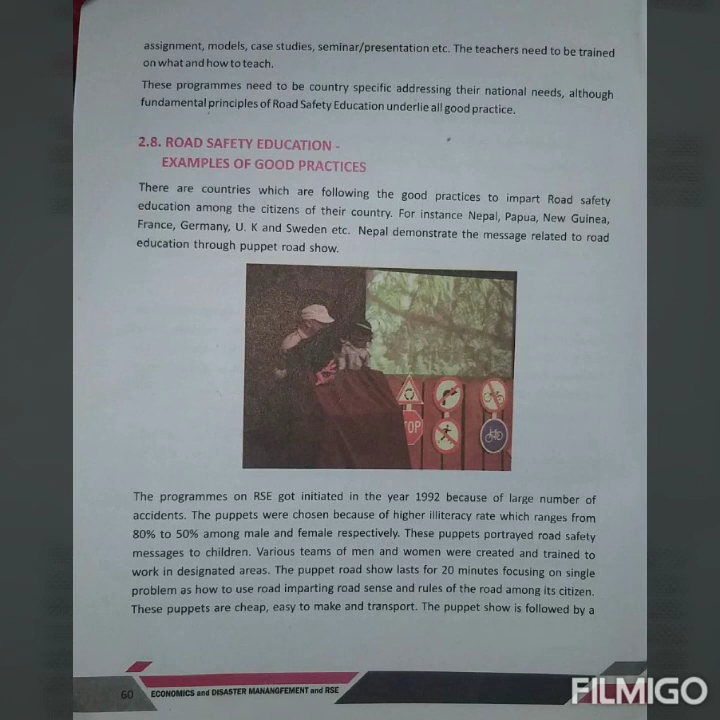 assignment, models, case studies, seminar/presentation etc. The teachers need to be trained
on what and how to teach.
These programmes need to be country specific addressing their national needs, although
fundamental principles of Road Safety Education underlie all good practice.
2.8. ROAD SAFETY EDUCATION -
EXAMPLES OF GOOD PRACTICES
There are countries which are following the good practices to impart Road safety
education among the citizens of their country. For instance Nepal, Papua, New Guinea,
France, Germany, U. K and Sweden etc. Nepal demonstrate the message related to road
education through puppet road show.
TOP
The programmes on RSE got initiated in the year 1992 because of large number of
accidents. The puppets were chosen because of higher illiteracy rate which ranges from
80% to 50% among male and female respectively. These puppets portrayed road safety
messages to children. Various teams of men and women were created and trained to
work in designated areas. The puppet road show lasts for 20 minutes focusing on single
problem as how to use road imparting road sense and rules of the road among its citizen.
These puppets are cheap, easy to make and transport. The puppet show is followed by a
60 ECONOMICS and DISASTER MANANGFEMENT and RSE
FILMIGO